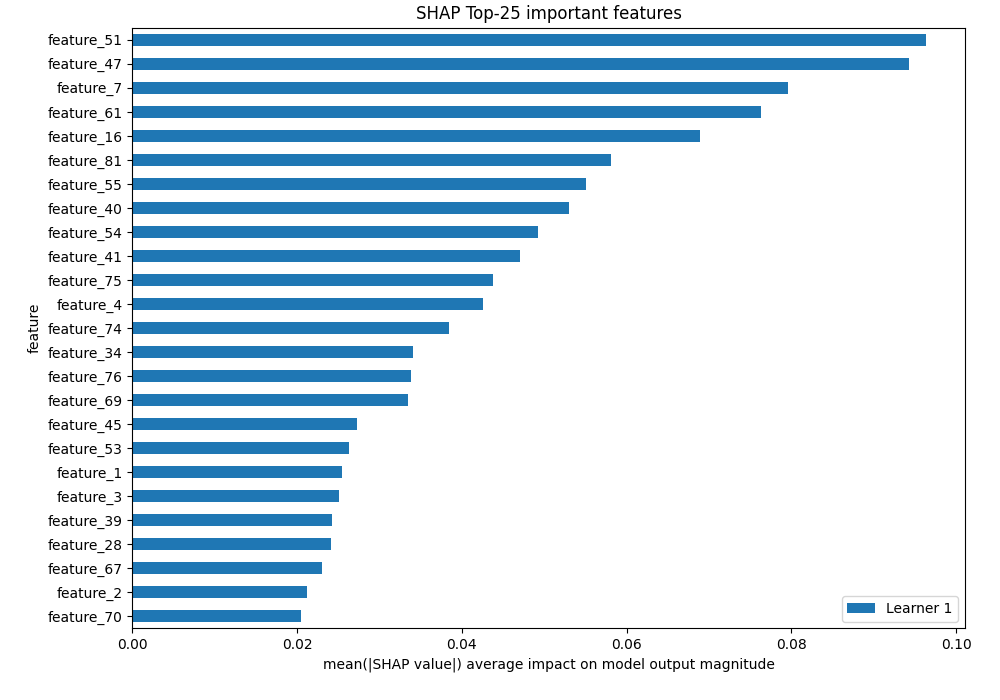 SHAP Top-25 important features
feature_51
feature_47
feature_7
feature_61
feature_16
feature_81
feature_55
feature_40
feature_54
feature_41
feature_75
feature_4
feature_74
feature_34
feature_76
feature_69
feature_45
feature_53
feature_1
feature_3
feature_39
feature_28
feature_67
feature_2
feature_70
feature
Learner 1
0.00 0.02 0.04 0.06 0.08 0.10
mean(|SHAP value|) average impact on model output magnitude